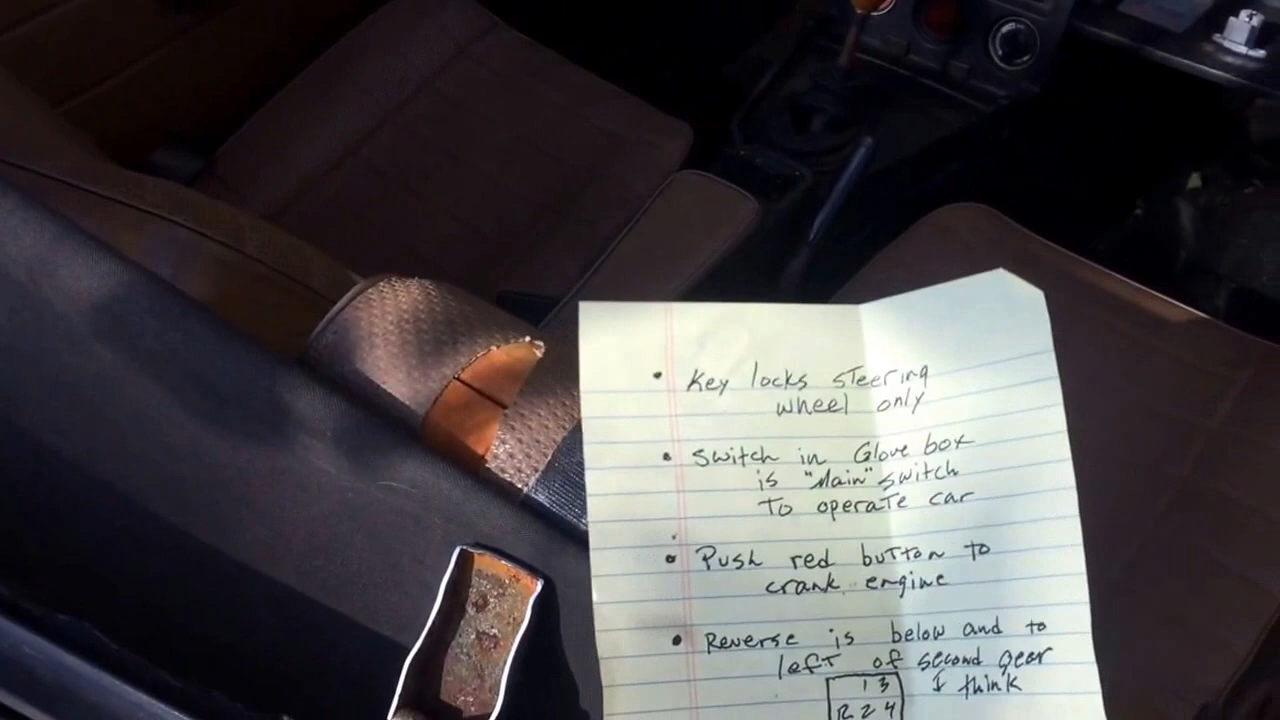 • Key locks steering
wheel only
• Switch in Glove box
is "Main" switch
To operate car
• Push red button to
crank engine
• Reverse is below and to
left of second gear
I think
1 3
R 2 4